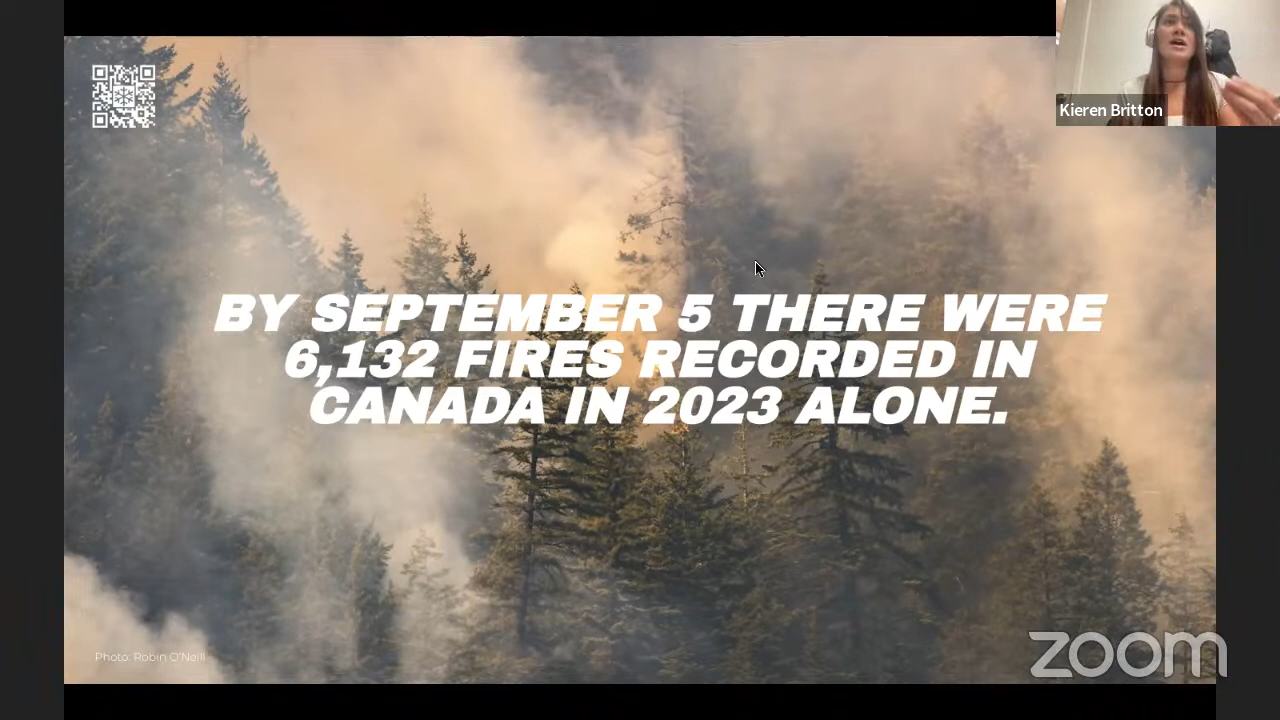 Kieren Britton
BY SEPTEMBER 5 THERE WERE
6,132 FIRES RECORDED IN
CANADA IN 2023 ALONE.
Photo: Robin O'Neill
zoom